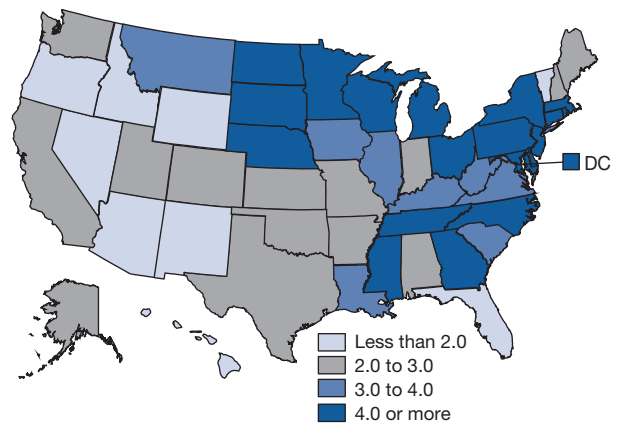 DC
Less than 2.0
2.0 to 3.0
3.0 to 4.0
4.0 or more